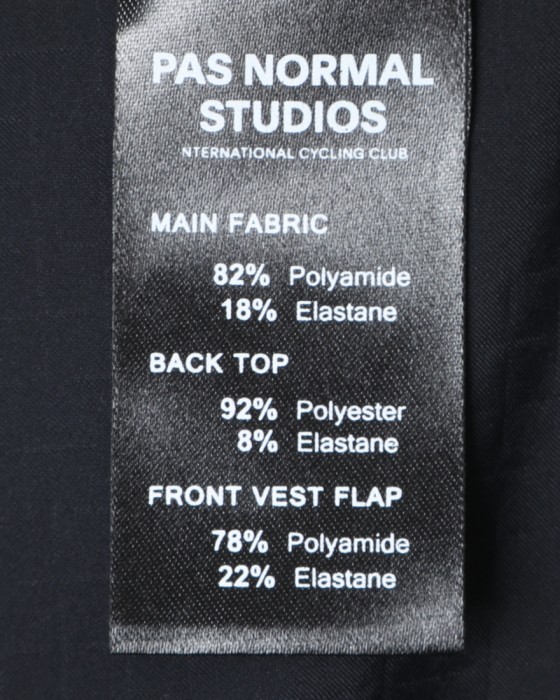 PAS NORMAL
STUDIOS
NTERNATIONAL CYCLING CLUB
MAIN FABRIC
82% Polyamide
18% Elastane
BACK TOP
92% Polyester
8% Elastane
FRONT VEST FLAP
78% Polyamide
22% Elastane